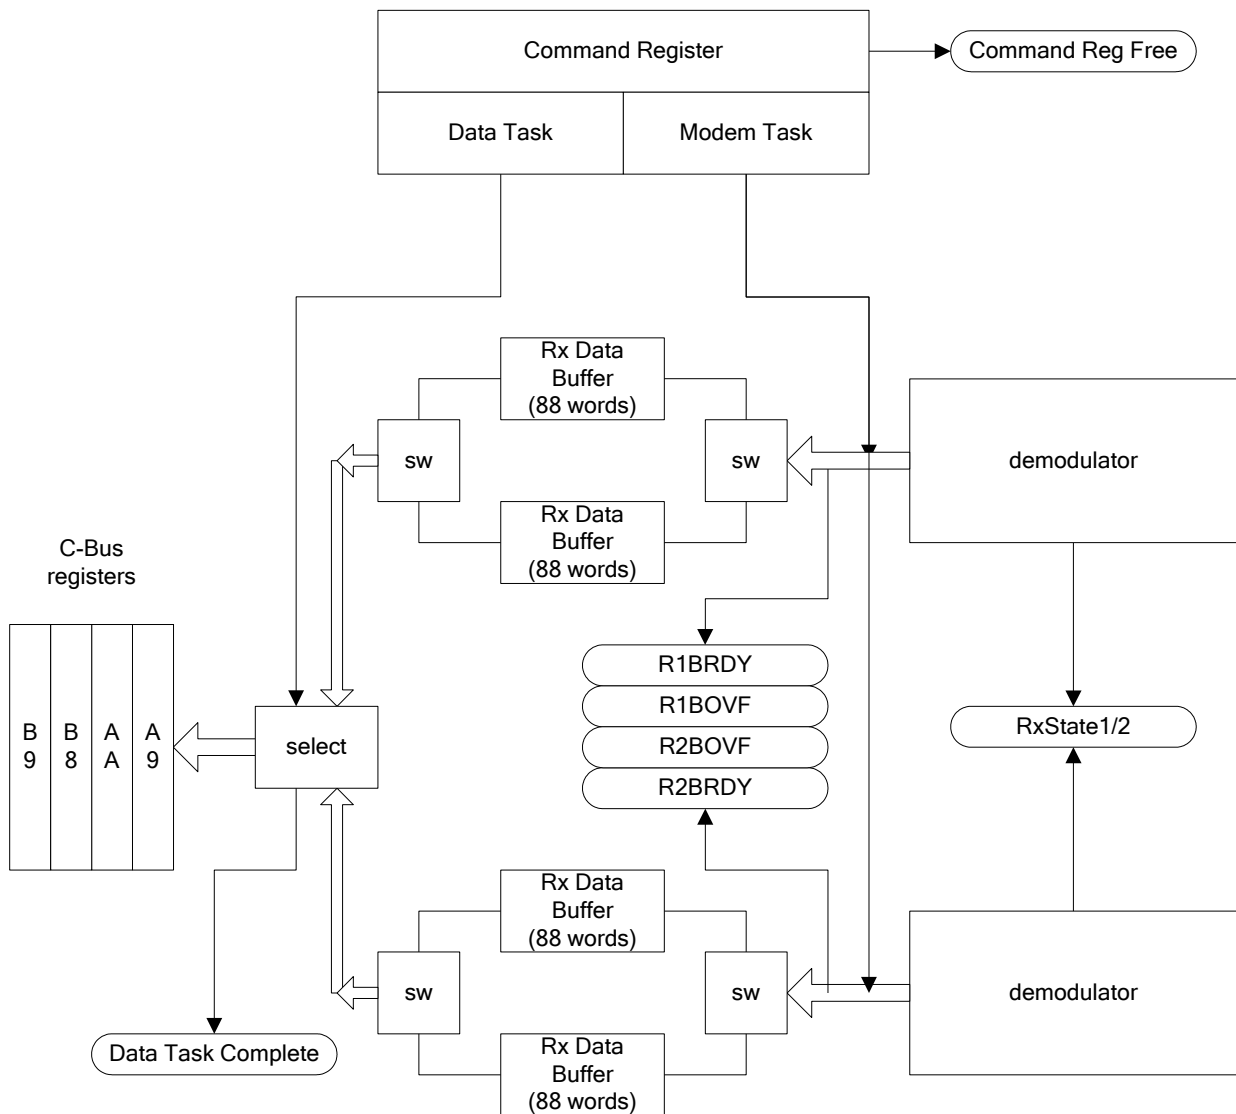 Command Register
Command Reg Free
Data Task
Modem Task
Rx Data
Buffer
(88 words)
sw
sw
demodulator
Rx Data
Buffer
(88 words)
C-Bus
registers
R1BRDY
R1BOVF
R2BOVF
R2BRDY
RxState1/2
B
9
B
8
A
A
A
9
select
Rx Data
Buffer
(88 words)
sw
sw
demodulator
Data Task Complete
Rx Data
Buffer
(88 words)